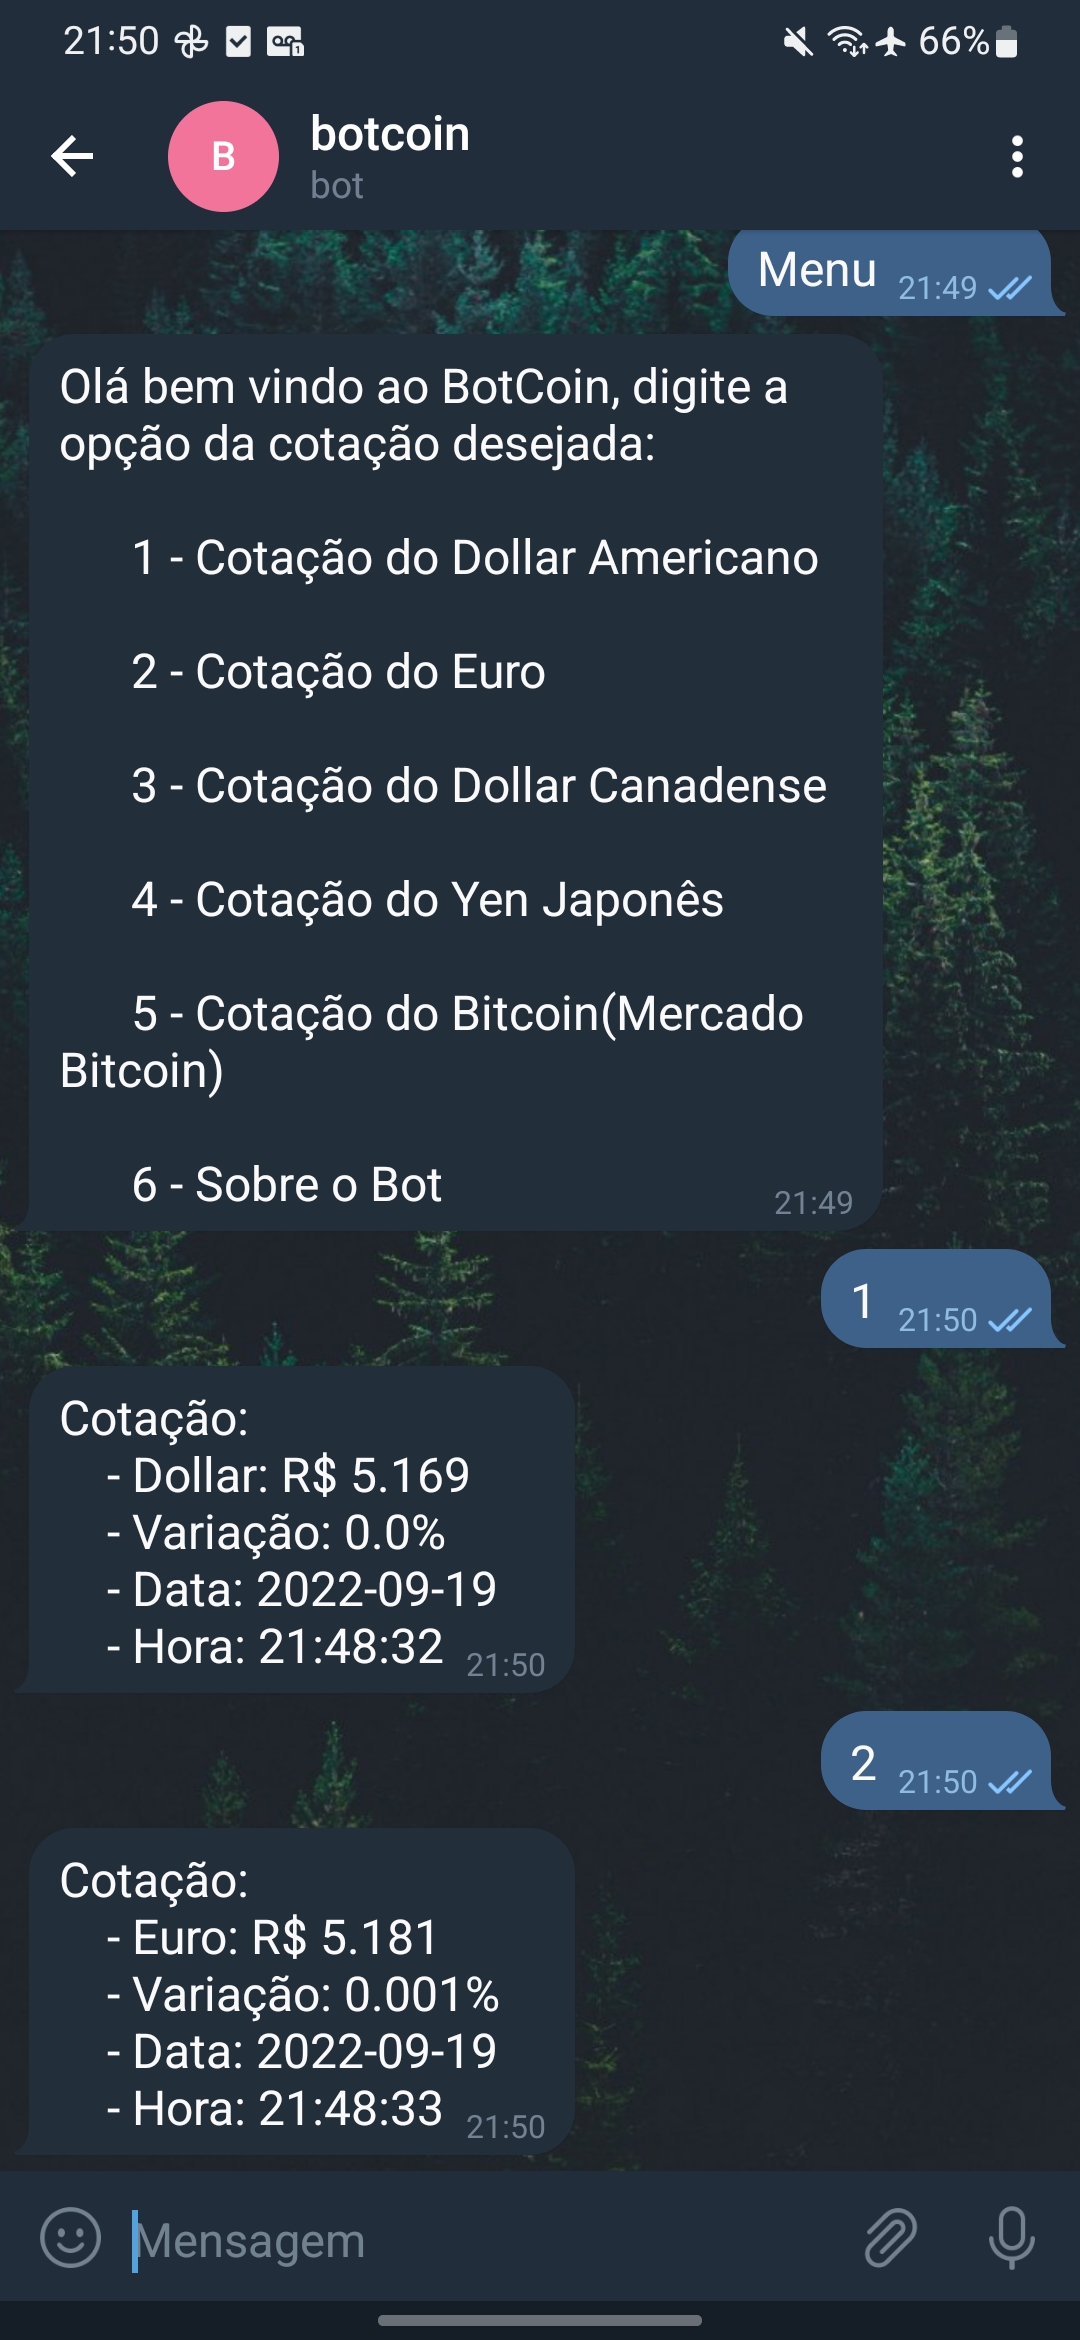 21:50
66%
B
botcoin
bot
Menu 21:49
Olá bem vindo ao BotCoin, digite a
opção da cotação desejada:
1 - Cotação do Dollar Americano
2 - Cotação do Euro
3 - Cotação do Dollar Canadense
4 - Cotação do Yen Japonês
5 - Cotação do Bitcoin(Mercado
Bitcoin)
6 - Sobre o Bot
21:49
1 21:50
Cotação:
- Dollar: R$ 5.169
- Variação: 0.0%
- Data: 2022-09-19
- Hora: 21:48:32 21:50
2 21:50
Cotação:
- Euro: R$ 5.181
- Variação: 0.001%
- Data: 2022-09-19
- Hora: 21:48:33 21:50
Mensagem